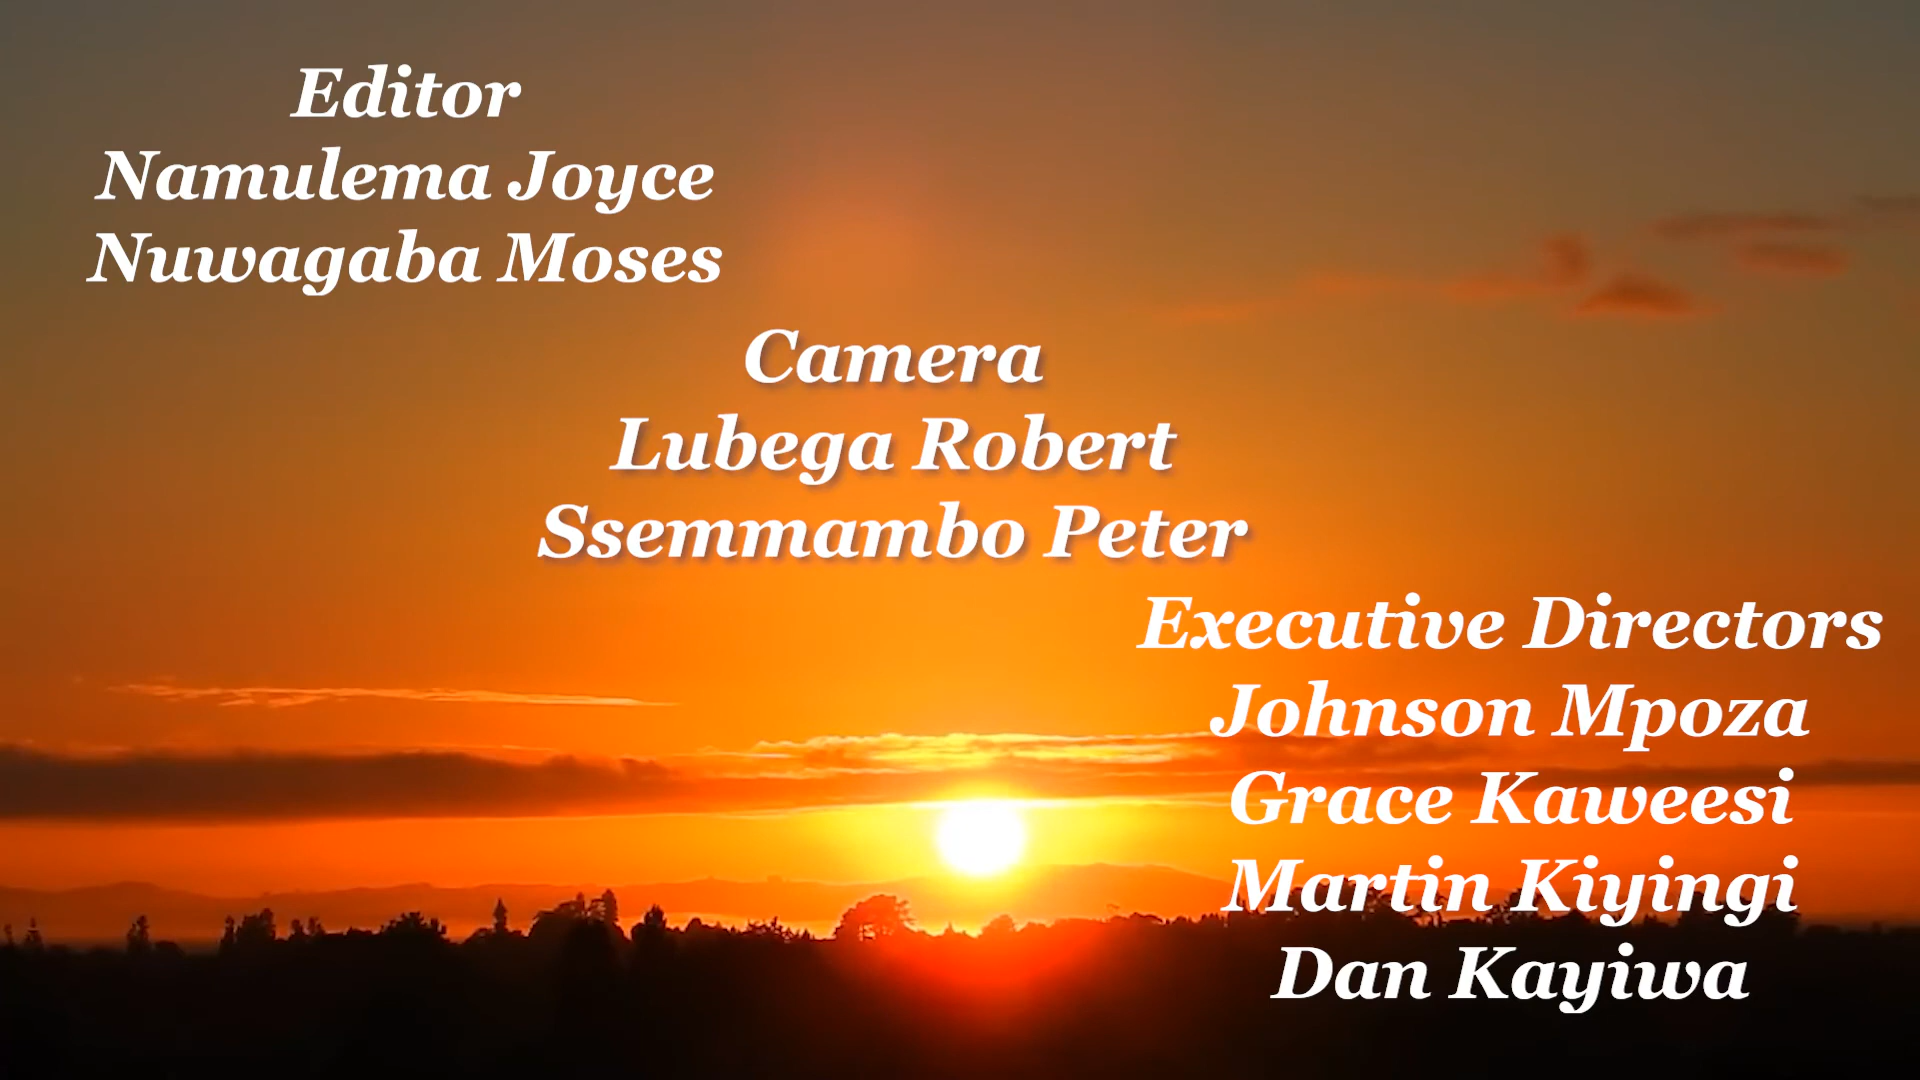 Editor
Namulema Joyce
Nuwagaba Moses
Camera
Lubega Robert
Ssemmambo Peter
Executive Directors
Johnson Mpoza
Grace Kaweesi
Martin Kiyingi
Dan Kayiwa